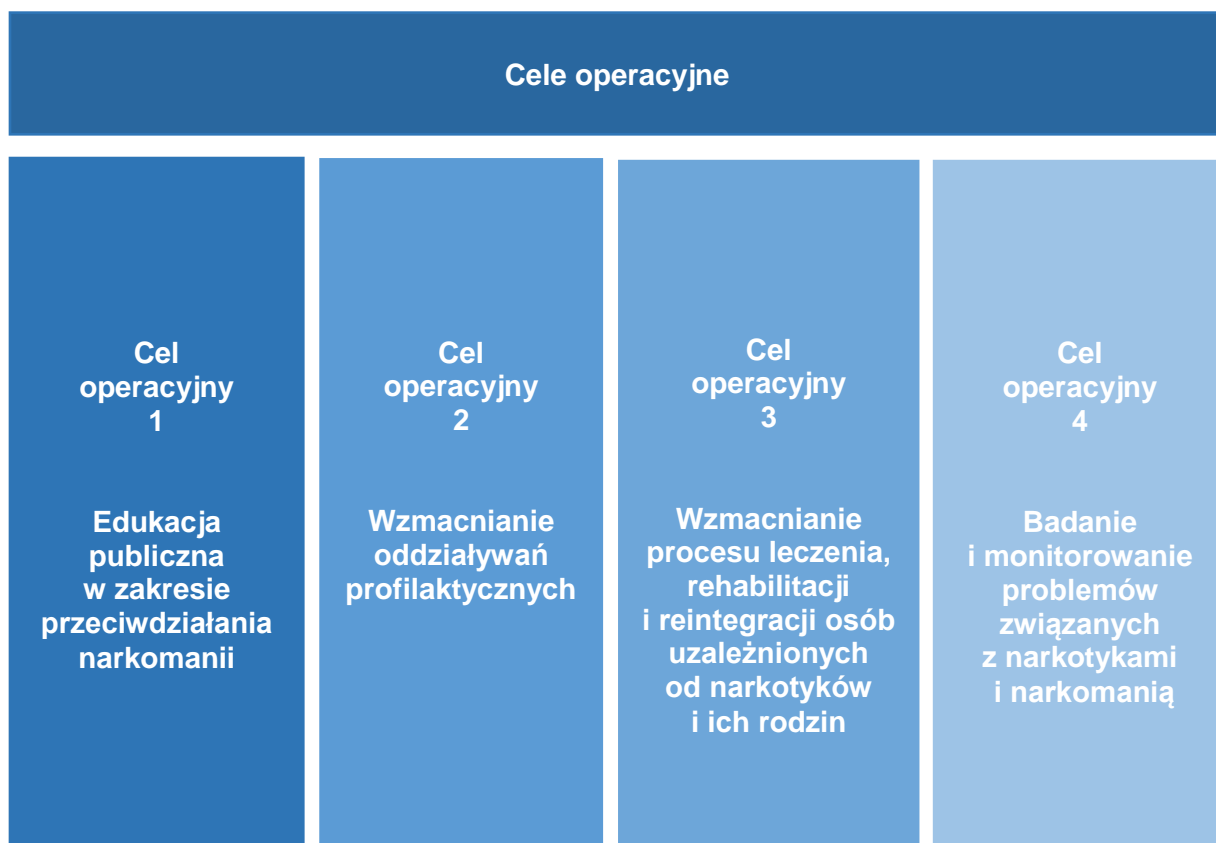 Cele operacyjne
Cel
operacyjny
1
Edukacja
publiczna
w zakresie
przeciwdziałania
narkomanii
Cel
operacyjny
2
Wzmacnianie
oddziaływań
profilaktycznych
Cel
operacyjny
3
Wzmacnianie
procesu leczenia,
rehabilitacji
i reintegracji osób
uzależnionych
od narkotyków
i ich rodzin
Cel
operacyjny
4
Badanie
i monitorowanie
problemów
związanych
z narkotykami
i narkomanią